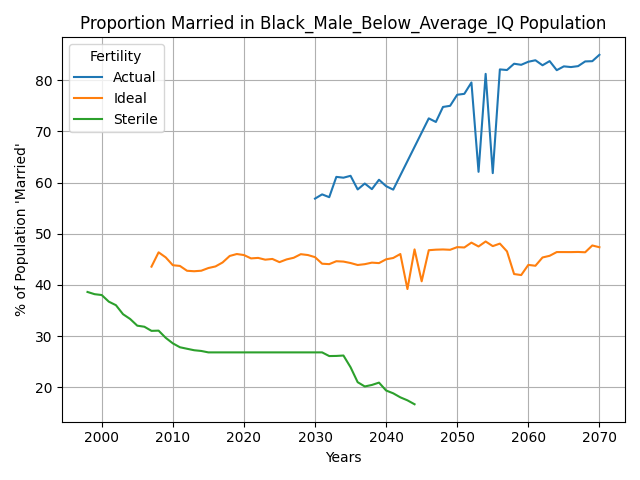 Proportion Married in Black_Male_Below_Average_IQ Population
Fertility
Actual
Ideal
Sterile
% of Population 'Married'
80
70
60
50
40
30
20
2000 2010 2020 2030 2040 2050 2060 2070
Years